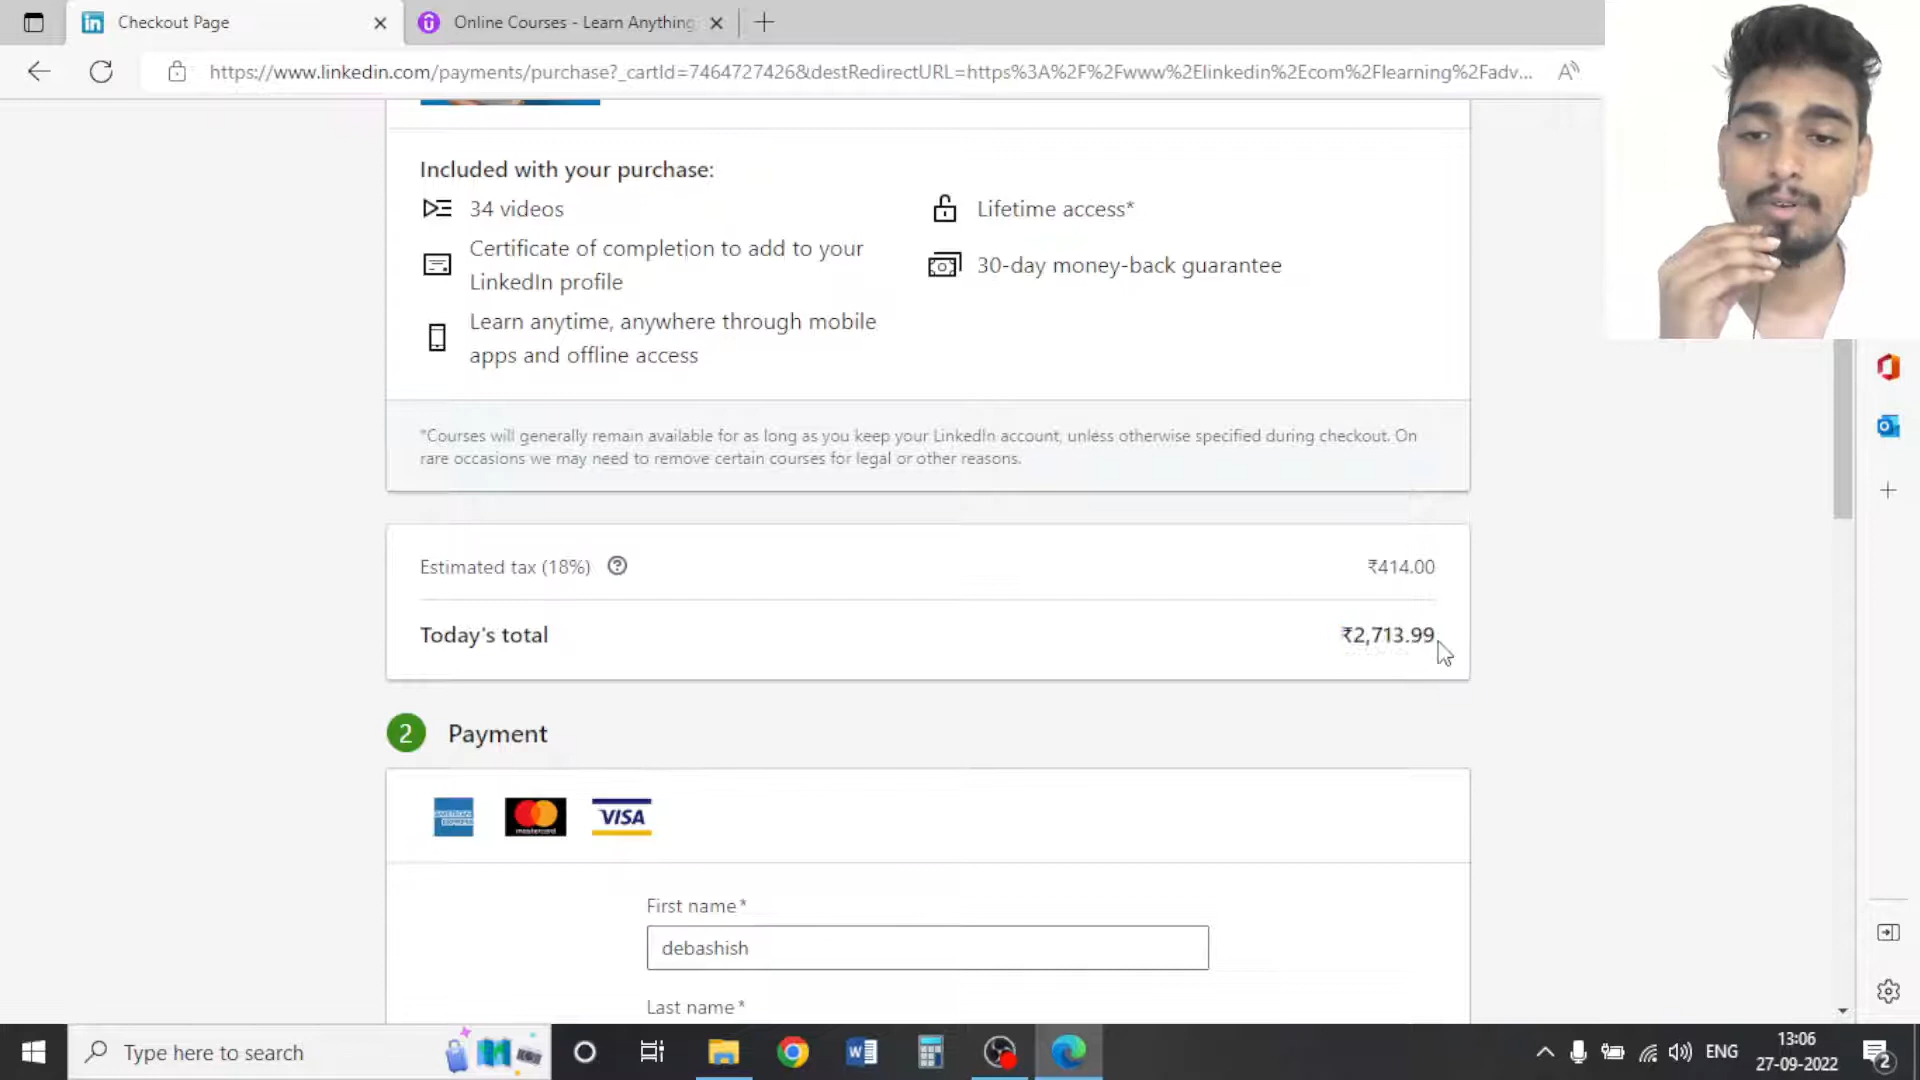 Checkout Page
Online Courses - Learn Anything
https://www.linkedin.com/payments/purchase?_cartId=7464727426&destRedirectURL=https%3A%2F%2Fwww%2Elinkedin%2Ecom%2Flearning%2Fadv...
Included with your purchase:
34 videos
Lifetime access*
Certificate of completion to add to your
LinkedIn profile
30-day money-back guarantee
Learn anytime, anywhere through mobile
apps and offline access
*Courses will generally remain available for as long as you keep your LinkedIn account, unless otherwise specified during checkout. On
rare occasions we may need to remove certain courses for legal or other reasons.
Estimated tax (18%)
₹414.00
Today's total
₹2,713.99
2 Payment
AMERICAN EXPRESS
mastercard
VISA
First name*
debashish
Last name*
Type here to search
ENG
13:06
27-09-2022
2